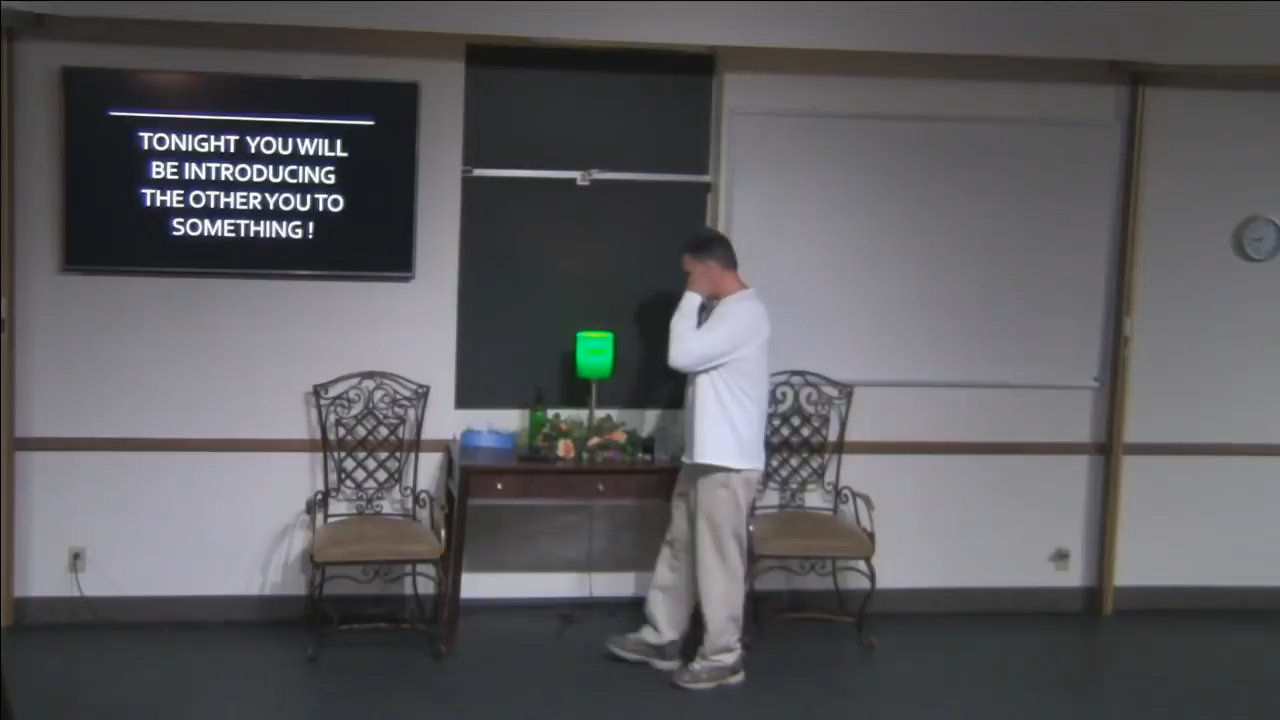 TONIGHT YOU WILL
BE INTRODUCING
THE OTHER YOU TO
SOMETHING !